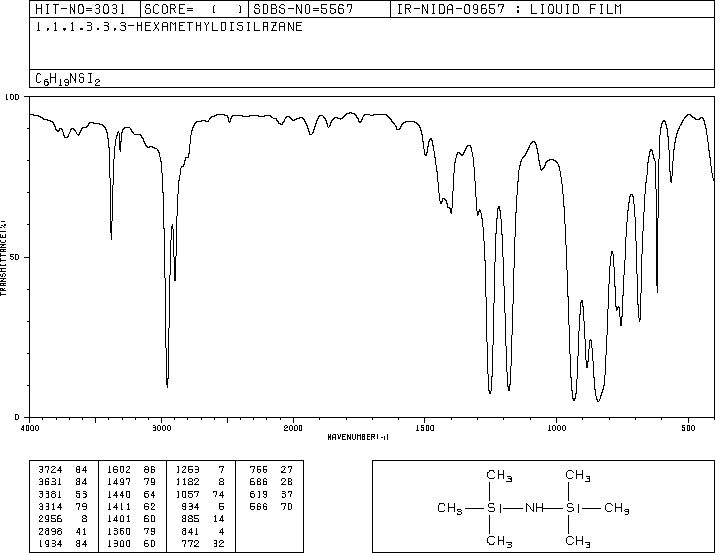 HIT-NO=3031 SCORE= ( ) SDBS-NO=5567 IR-NIDA-09657 : LIQUID FILM
1,1,1,3,3,3-HEXAMETHYLDISILAZANE
C6H19NSI2
100
50
0
TRANSMITTANCE(%)
4000 3000 2000 1500 1000 500
WAVENUMBER(-1)
3724 84 1602 86 1253 7 755 27
3631 84 1497 79 1182 8 686 28
3381 53 1440 64 1057 74 619 37
3314 79 1411 62 934 5 566 70
2956 8 1401 60 885 14
2898 41 1360 79 841 4
1934 84 1300 60 772 32
CH3 CH3
CH3 SI NH SI CH3
CH3 CH3